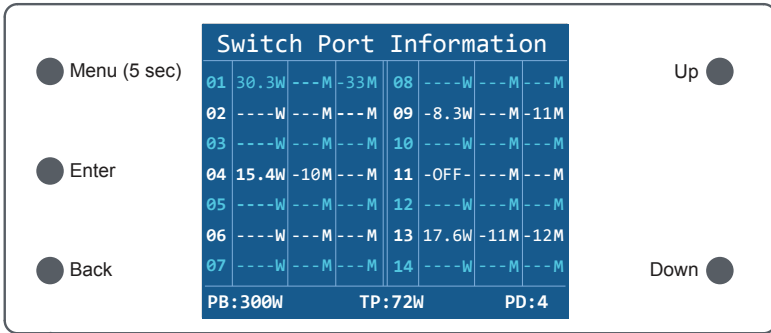 Switch Port Information
Menu (5 sec)
Up
01 30.3W ---M -33M 08 ----W ---M ---M
02 ----W ---M ---M 09 -8.3W ---M -11M
03 ----W ---M ---M 10 ----W ---M ---M
Enter
04 15.4W -10M ---M 11 -OFF- ---M ---M
05 ----W ---M ---M 12 ----W ---M ---M
06 ----W ---M ---M 13 17.6W -11M -12M
Back
Down
07 ----W ---M ---M 14 ----W ---M ---M
PB:300W TP:72W PD:4